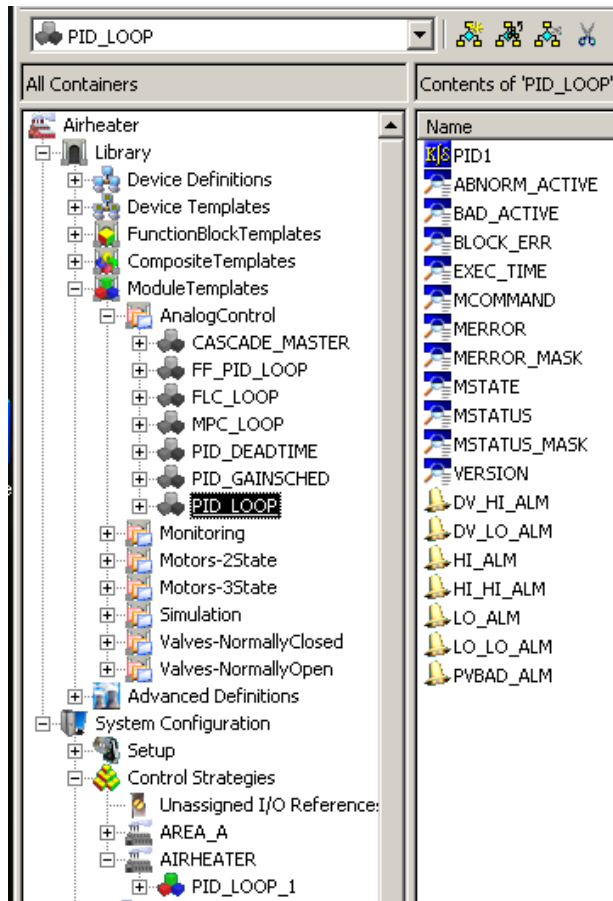 PID_LOOP
All Containers
Contents of 'PID_LOOP'
Airheater
Library
Device Definitions
Device Templates
FunctionBlockTemplates
CompositeTemplates
ModuleTemplates
AnalogControl
CASCADE_MASTER
FF_PID_LOOP
FLC_LOOP
MPC_LOOP
PID_DEADTIME
PID_GAINSCHED
PID_LOOP
Monitoring
Motors-2State
Motors-3State
Simulation
Valves-NormallyClosed
Valves-NormallyOpen
Advanced Definitions
System Configuration
Setup
Control Strategies
Unassigned I/O References
AREA_A
AIRHEATER
PID_LOOP_1
Name
PID1
ABNORM_ACTIVE
BAD_ACTIVE
BLOCK_ERR
EXEC_TIME
MCOMMAND
MERROR
MERROR_MASK
MSTATE
MSTATUS
MSTATUS_MASK
VERSION
DV_HI_ALM
DV_LO_ALM
HI_ALM
HI_HI_ALM
LO_ALM
LO_LO_ALM
PVBAD_ALM